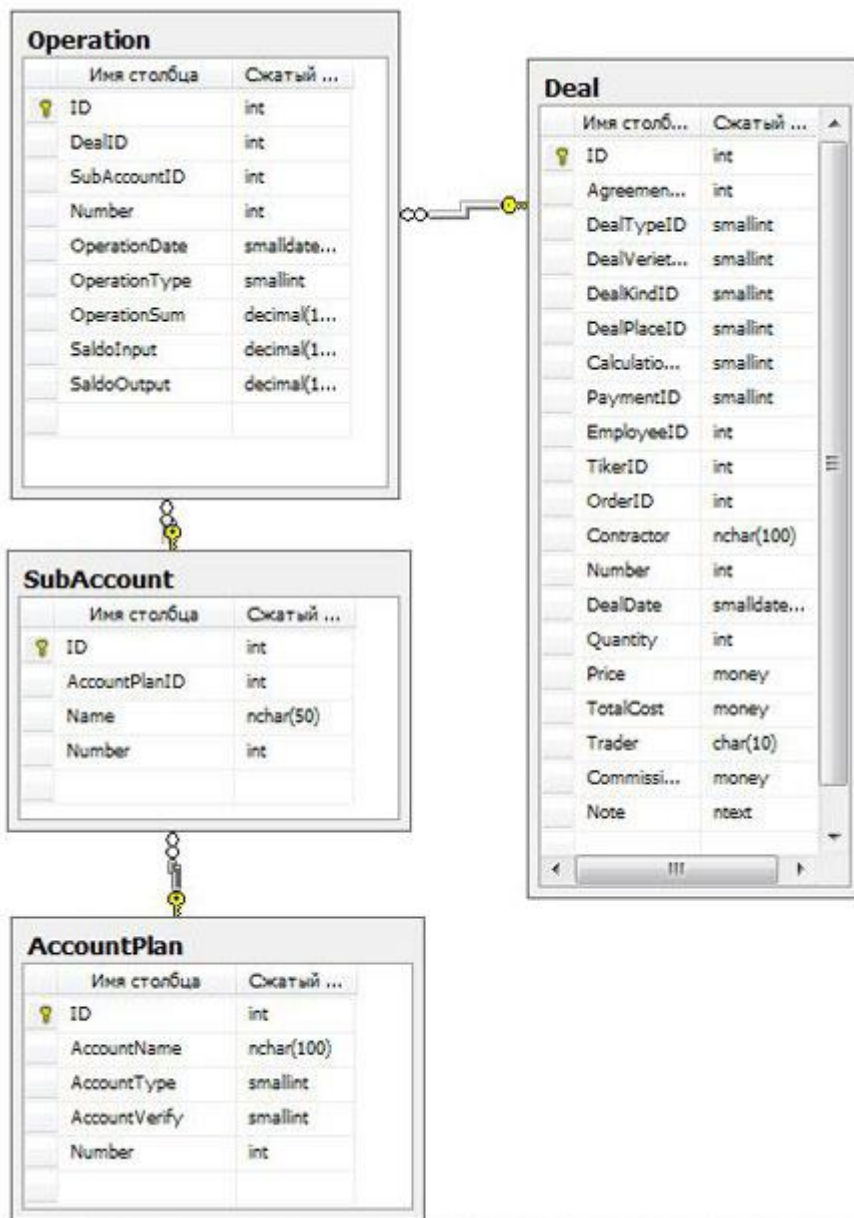 Operation
Имя столбца Сжатый ...
ID int
DealID int
SubAccountID int
Number int
OperationDate smalldate...
OperationType smallint
OperationSum decimal(1...
SaldoInput decimal(1...
SaldoOutput decimal(1...
Deal
Имя столб... Сжатый ...
ID int
Agreemen... int
DealTypeID smallint
DealVeriet... smallint
DealKindID smallint
DealPlaceID smallint
Calculatio... smallint
PaymentID smallint
EmployeeID int
TikerID int
OrderID int
Contractor nchar(100)
Number int
DealDate smalldate...
Quantity int
Price money
TotalCost money
Trader char(10)
Commissi... money
Note ntext
SubAccount
Имя столбца Сжатый ...
ID int
AccountPlanID int
Name nchar(50)
Number int
AccountPlan
Имя столбца Сжатый ...
ID int
AccountName nchar(100)
AccountType smallint
AccountVerify smallint
Number int